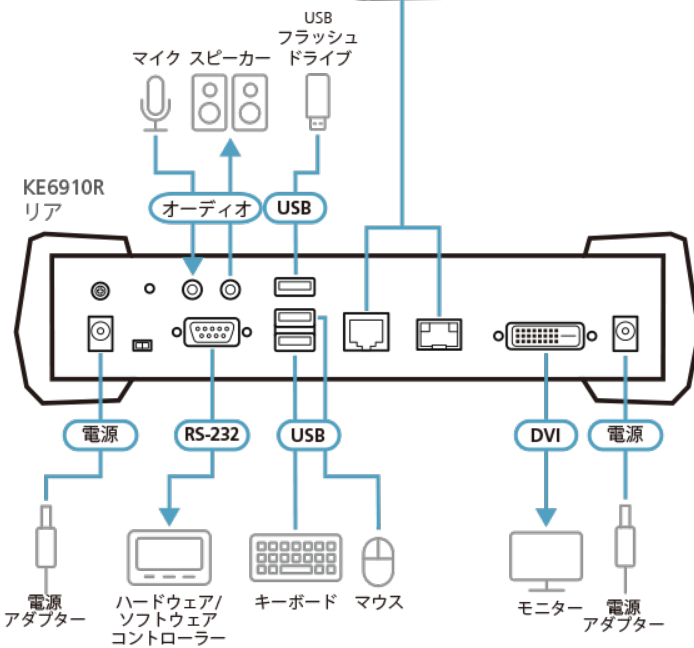 USB
フラッシュ
ドライブ
マイク
スピーカー
KE6910R
リア
オーディオ
USB
電源
RS-232
USB
DVI
電源
電源
アダプター
ハードウェア/
ソフトウェア
コントローラー
キーボード
マウス
モニター
電源
アダプター